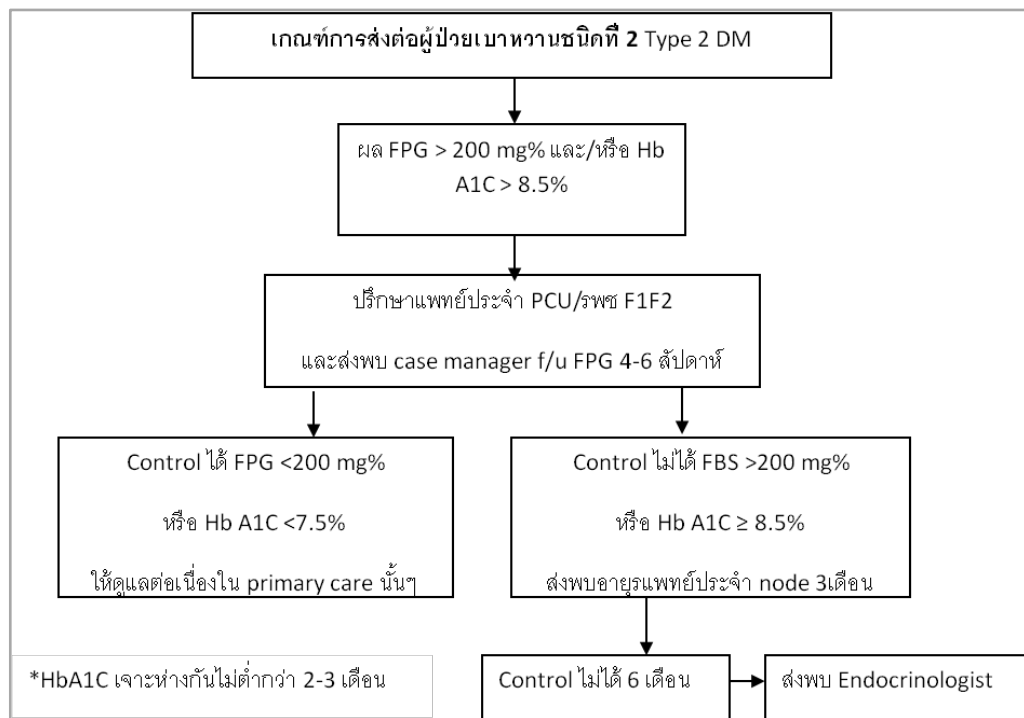 เกณฑ์การส่งต่อผู้ป่วยเบาหวานชนิดที่ 2 Type 2 DM
ผล FPG > 200 mg% และ/หรือ Hb
A1C > 8.5%
ปรึกษาแพทย์ประจำ PCU/รพช F1F2
และส่งพบ case manager f/u FPG 4-6 สัปดาห์
Control ได้ FPG <200 mg%
หรือ Hb A1C <7.5%
ให้ดูแลต่อเนื่องใน primary care นั้นๆ
Control ไม่ได้ FBS >200 mg%
หรือ Hb A1C ≥ 8.5%
ส่งพบอายุรแพทย์ประจำ node 3เดือน
*HbA1C เจาะห่างกันไม่ต่ำกว่า 2-3 เดือน
Control ไม่ได้ 6 เดือน
ส่งพบ Endocrinologist